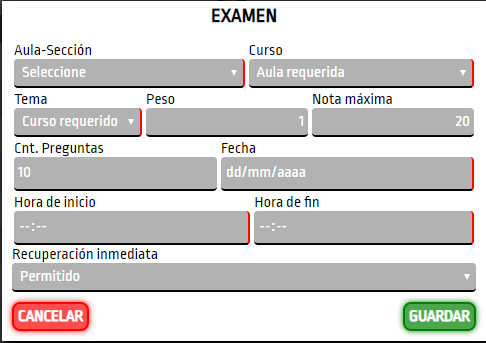 EXAMEN
Aula-Sección Curso
Seleccione Aula requerida
Tema Peso Nota máxima
Curso requerido 1 20
Cnt. Preguntas Fecha
10 dd/mm/aaaa
Hora de inicio Hora de fin
--:-- --:--
Recuperación inmediata
Permitido
CANCELAR GUARDAR